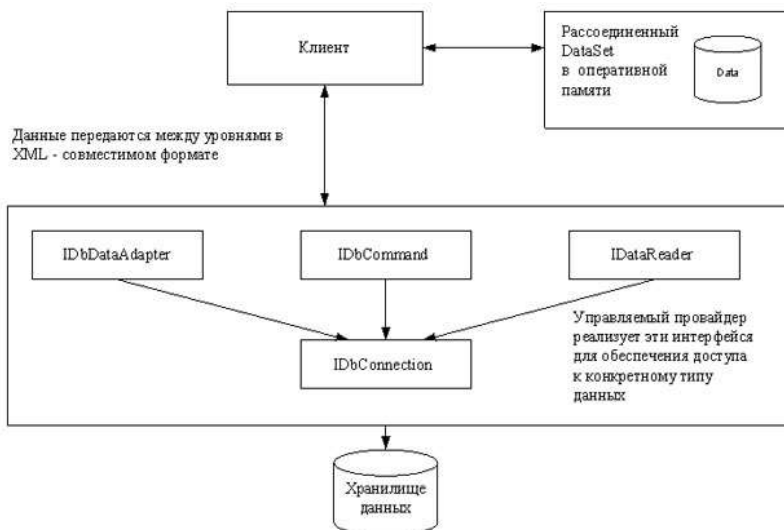 Клиент
Рассоединенный
DataSet
в оперативной
памяти
Data
Данные передаются между уровнями в
XML - совместимом формате
IDbDataAdapter
IDbCommand
IDataReader
Управляемый провайдер
реализует эти интерфейся
для обеспечения доступа
к конкретному типу
данных
IDbConnection
Хранилище
данных